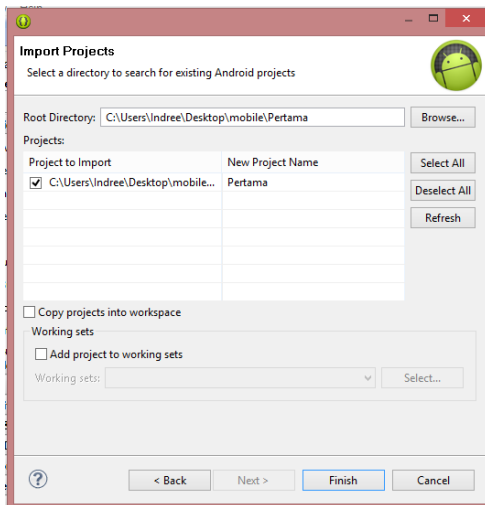 Import Projects
Select a directory to search for existing Android projects
Root Directory: C:\Users\Indree\Desktop\mobile\Pertama Browse...
Projects:
Project to Import New Project Name Select All
C:\Users\Indree\Desktop\mobile... Pertama
Deselect All
Refresh
Copy projects into workspace
Working sets
Add project to working sets
Working sets: Select...
? < Back Next > Finish Cancel